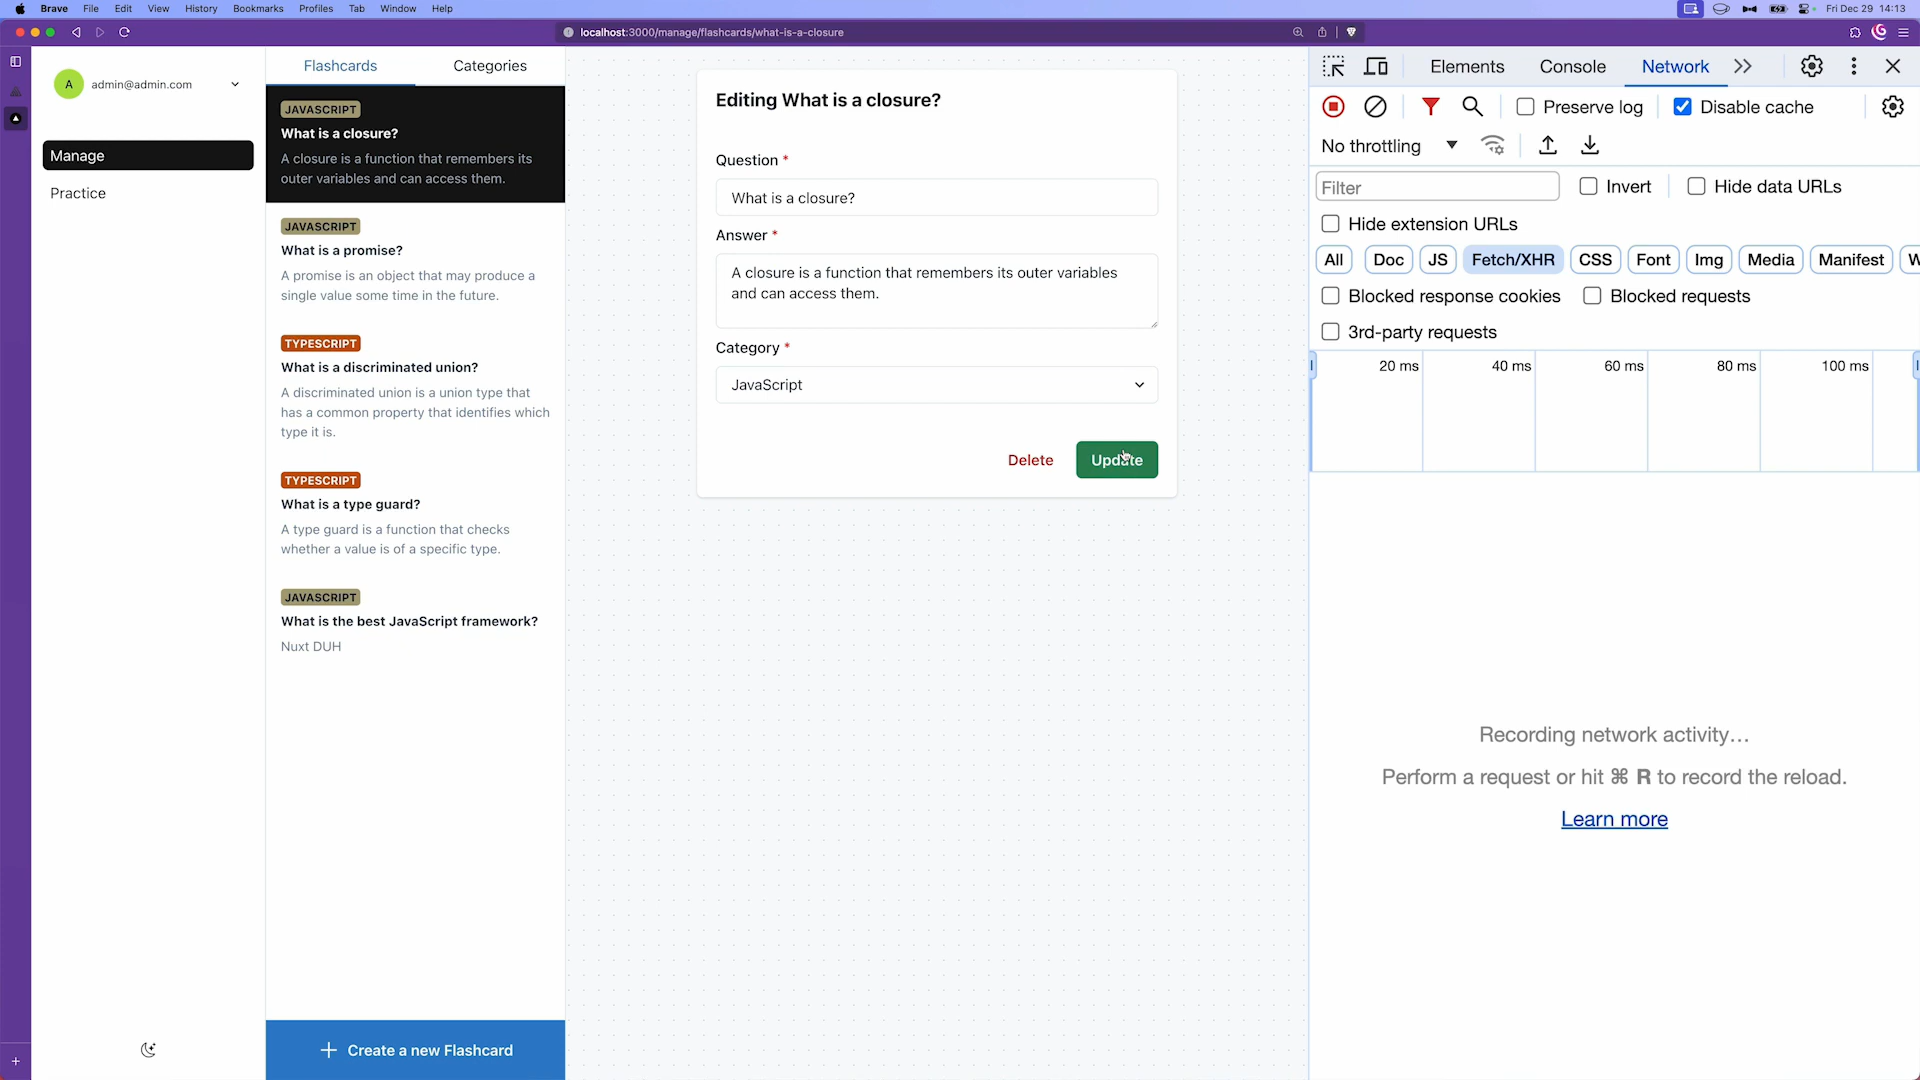 Brave File Edit View History Bookmarks Profiles Tab Window Help
Fri Dec 29 14:13
localhost:3000/manage/flashcards/what-is-a-closure
A admin@admin.com
Manage
Practice
Flashcards Categories
JAVASCRIPT
What is a closure?
A closure is a function that remembers its
outer variables and can access them.
JAVASCRIPT
What is a promise?
A promise is an object that may produce a
single value some time in the future.
TYPESCRIPT
What is a discriminated union?
A discriminated union is a union type that
has a common property that identifies which
type it is.
TYPESCRIPT
What is a type guard?
A type guard is a function that checks
whether a value is of a specific type.
JAVASCRIPT
What is the best JavaScript framework?
Nuxt DUH
Create a new Flashcard
Editing What is a closure?
Question *
What is a closure?
Answer *
A closure is a function that remembers its outer variables
and can access them.
Category *
JavaScript
Delete Update
Elements Console Network
Preserve log Disable cache
No throttling
Filter Invert Hide data URLs
Hide extension URLs
All Doc JS Fetch/XHR CSS Font Img Media Manifest W
Blocked response cookies Blocked requests
3rd-party requests
20 ms 40 ms 60 ms 80 ms 100 ms
Recording network activity…
Perform a request or hit ⌘ R to record the reload.
Learn more